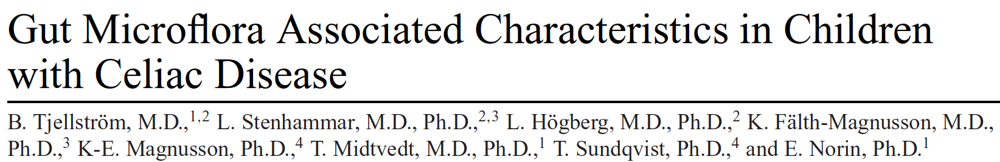 Gut Microflora Associated Characteristics in Children
with Celiac Disease
B. Tjellström, M.D.,1,2 L. Stenhammar, M.D., Ph.D.,2,3 L. Högberg, M.D., Ph.D.,2 K. Fälth-Magnusson, M.D.,
Ph.D.,3 K-E. Magnusson, Ph.D.,4 T. Midtvedt, M.D., Ph.D.,1 T. Sundqvist, Ph.D.,4 and E. Norin, Ph.D.1